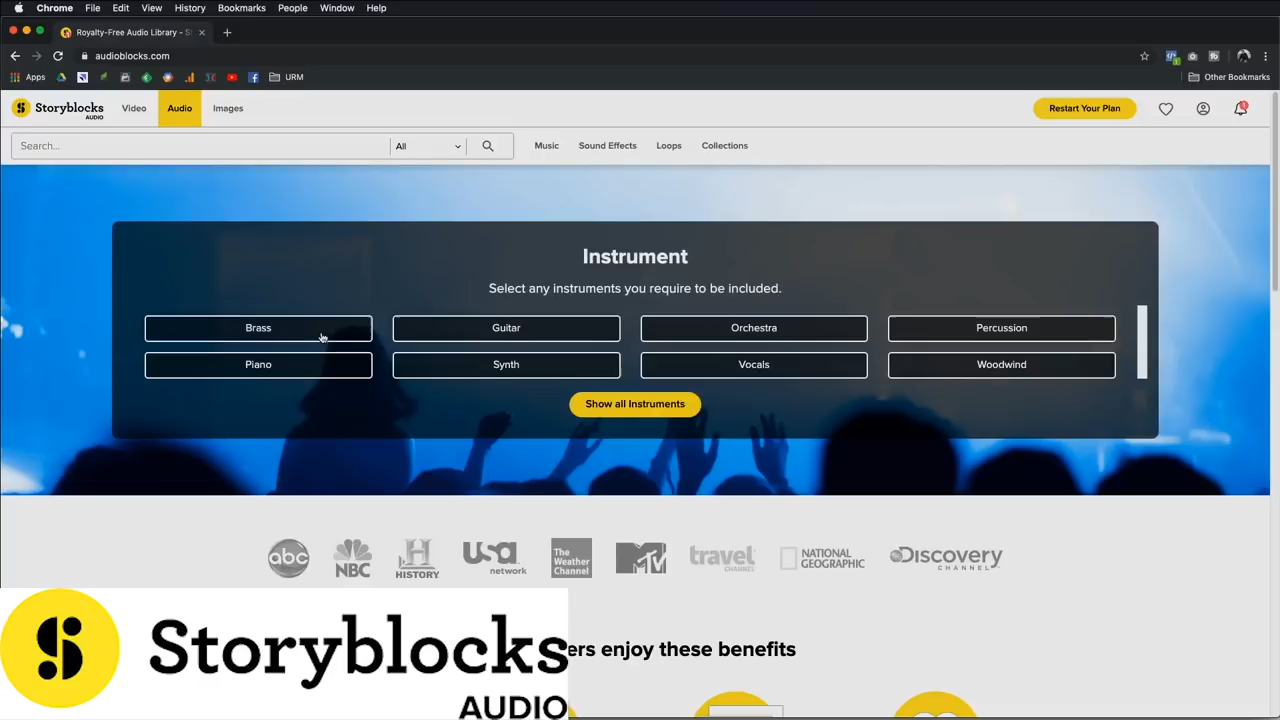 Chrome File Edit View History Bookmarks People Window Help
Royalty-Free Audio Library - S
audioblocks.com
Apps URM Other Bookmarks
Storyblocks AUDIO Video Audio Images Restart Your Plan
Search... All Music Sound Effects Loops Collections
Instrument
Select any instruments you require to be included.
Brass Guitar Orchestra Percussion
Piano Synth Vocals Woodwind
Show all Instruments
abc NBC H HISTORY usa network The Weather Channel MTV travel CHANNEL NATIONAL GEOGRAPHIC Discovery CHANNEL
ers enjoy these benefits
Storyblocks
AUDIO